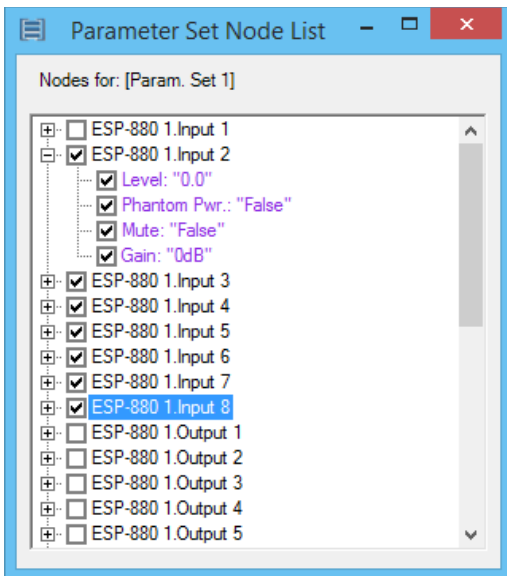 Parameter Set Node List
Nodes for: [Param. Set 1]
ESP-880 1.Input 1
ESP-880 1.Input 2
Level: "0.0"
Phantom Pwr.: "False"
Mute: "False"
Gain: "0dB"
ESP-880 1.Input 3
ESP-880 1.Input 4
ESP-880 1.Input 5
ESP-880 1.Input 6
ESP-880 1.Input 7
ESP-880 1.Input 8
ESP-880 1.Output 1
ESP-880 1.Output 2
ESP-880 1.Output 3
ESP-880 1.Output 4
ESP-880 1.Output 5